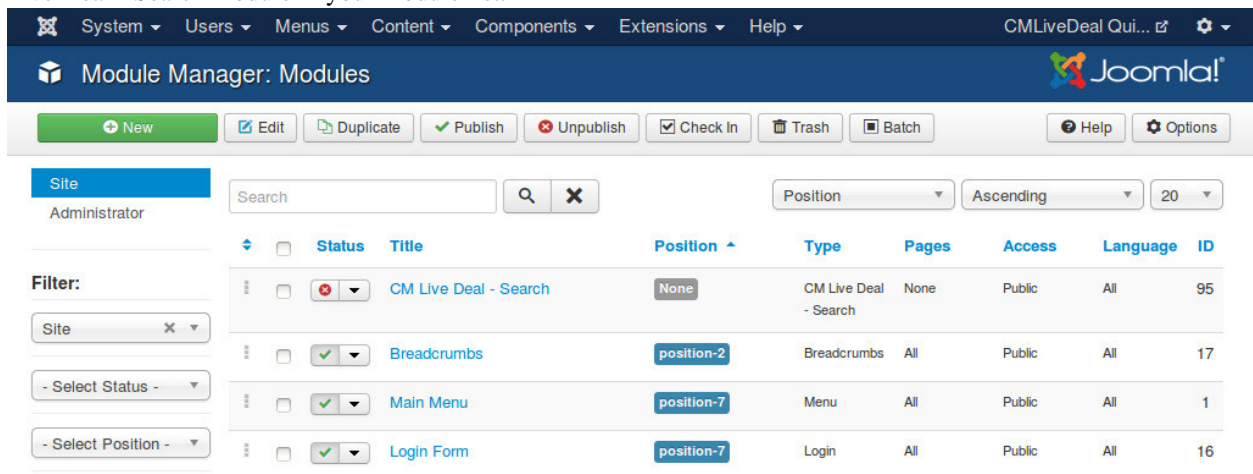 System Users Menus Content Components Extensions Help CMLiveDeal Qui...
Module Manager: Modules Joomla!
New Edit Duplicate Publish Unpublish Check In Trash Batch Help Options
Site
Administrator
Search Position Ascending 20
Status Title Position Type Pages Access Language ID
Filter:
CM Live Deal - Search None CM Live Deal - Search None Public All 95
Site
Breadcrumbs position-2 Breadcrumbs All Public All 17
- Select Status -
Main Menu position-7 Menu All Public All 1
- Select Position -
Login Form position-7 Login All Public All 16